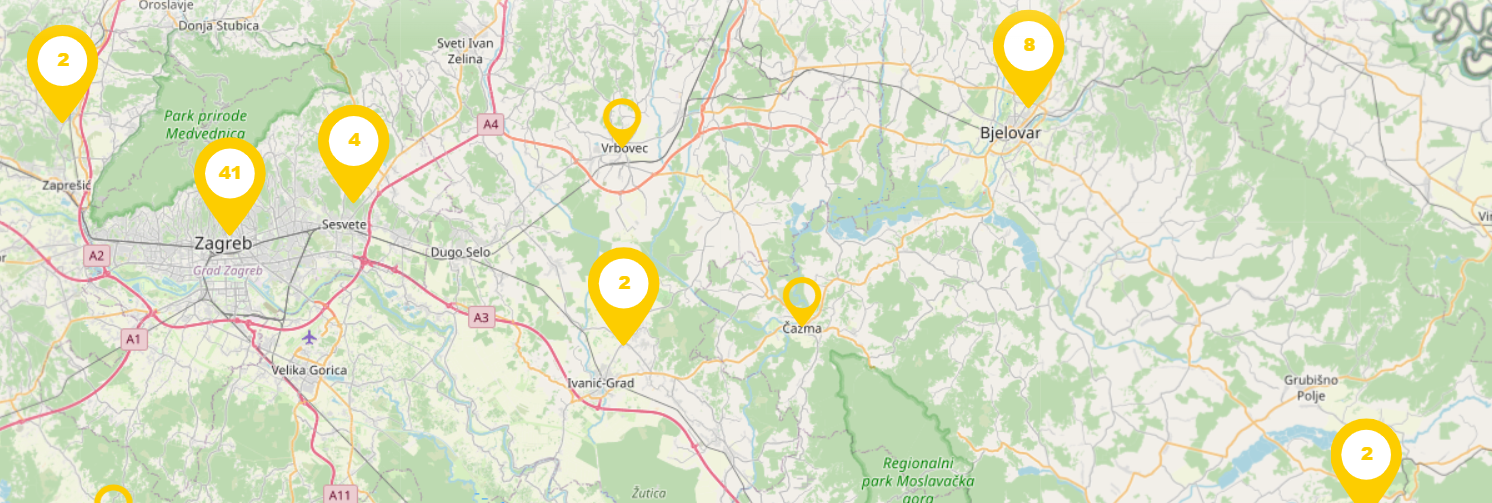 Oroslavje
Donja Stubica
Sveti Ivan
Zelina
2
8
Park prirode
Medvednica
A4
Bjelovar
4
Vrbovec
41
Zaprešić
Sesvete
Zagreb
Dugo Selo
A2
Grad Zagreb
2
A3
Čazma
A1
Velika Gorica
Ivanić-Grad
Grubišno
Polje
2
Regionalni
park Moslavačka
gora
Žutica
A11